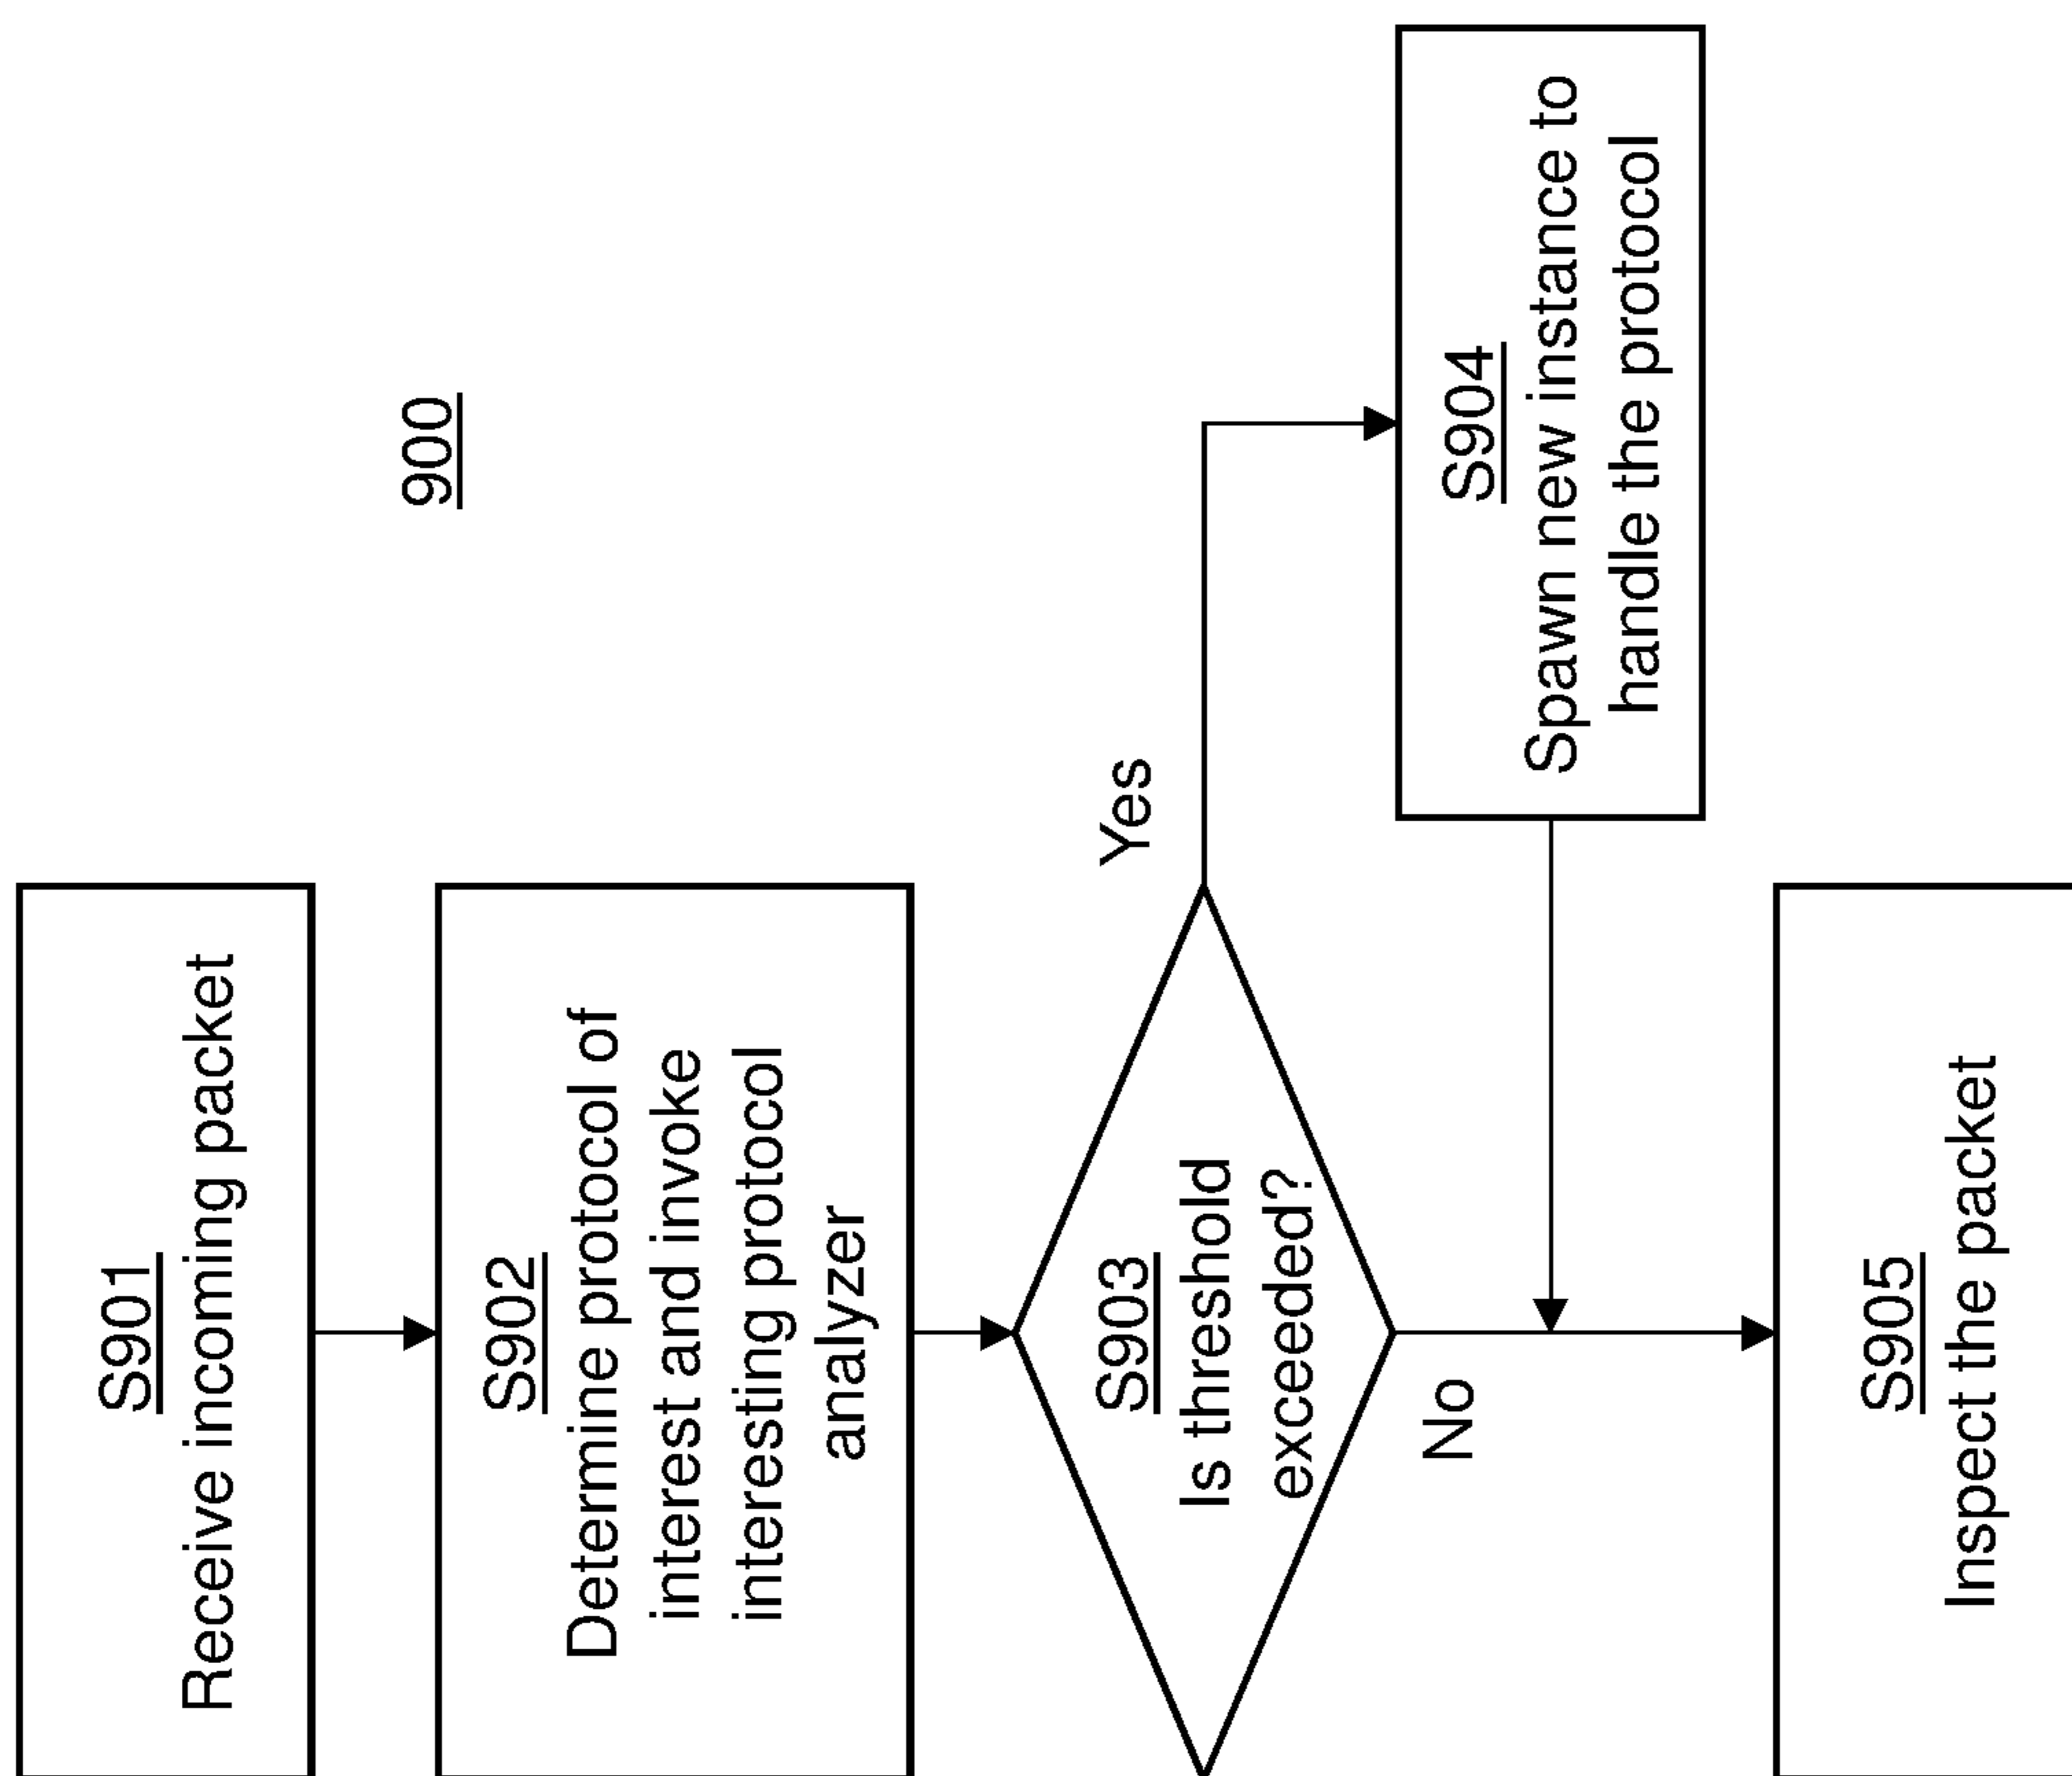 S901
Receive incoming packet
900
S902
Determine protocol of
interest and invoke
interesting protocol
analyzer
S903
Is threshold
exceeded?
Yes
No
S904
Spawn new instance to
handle the protocol
S905
Inspect the packet